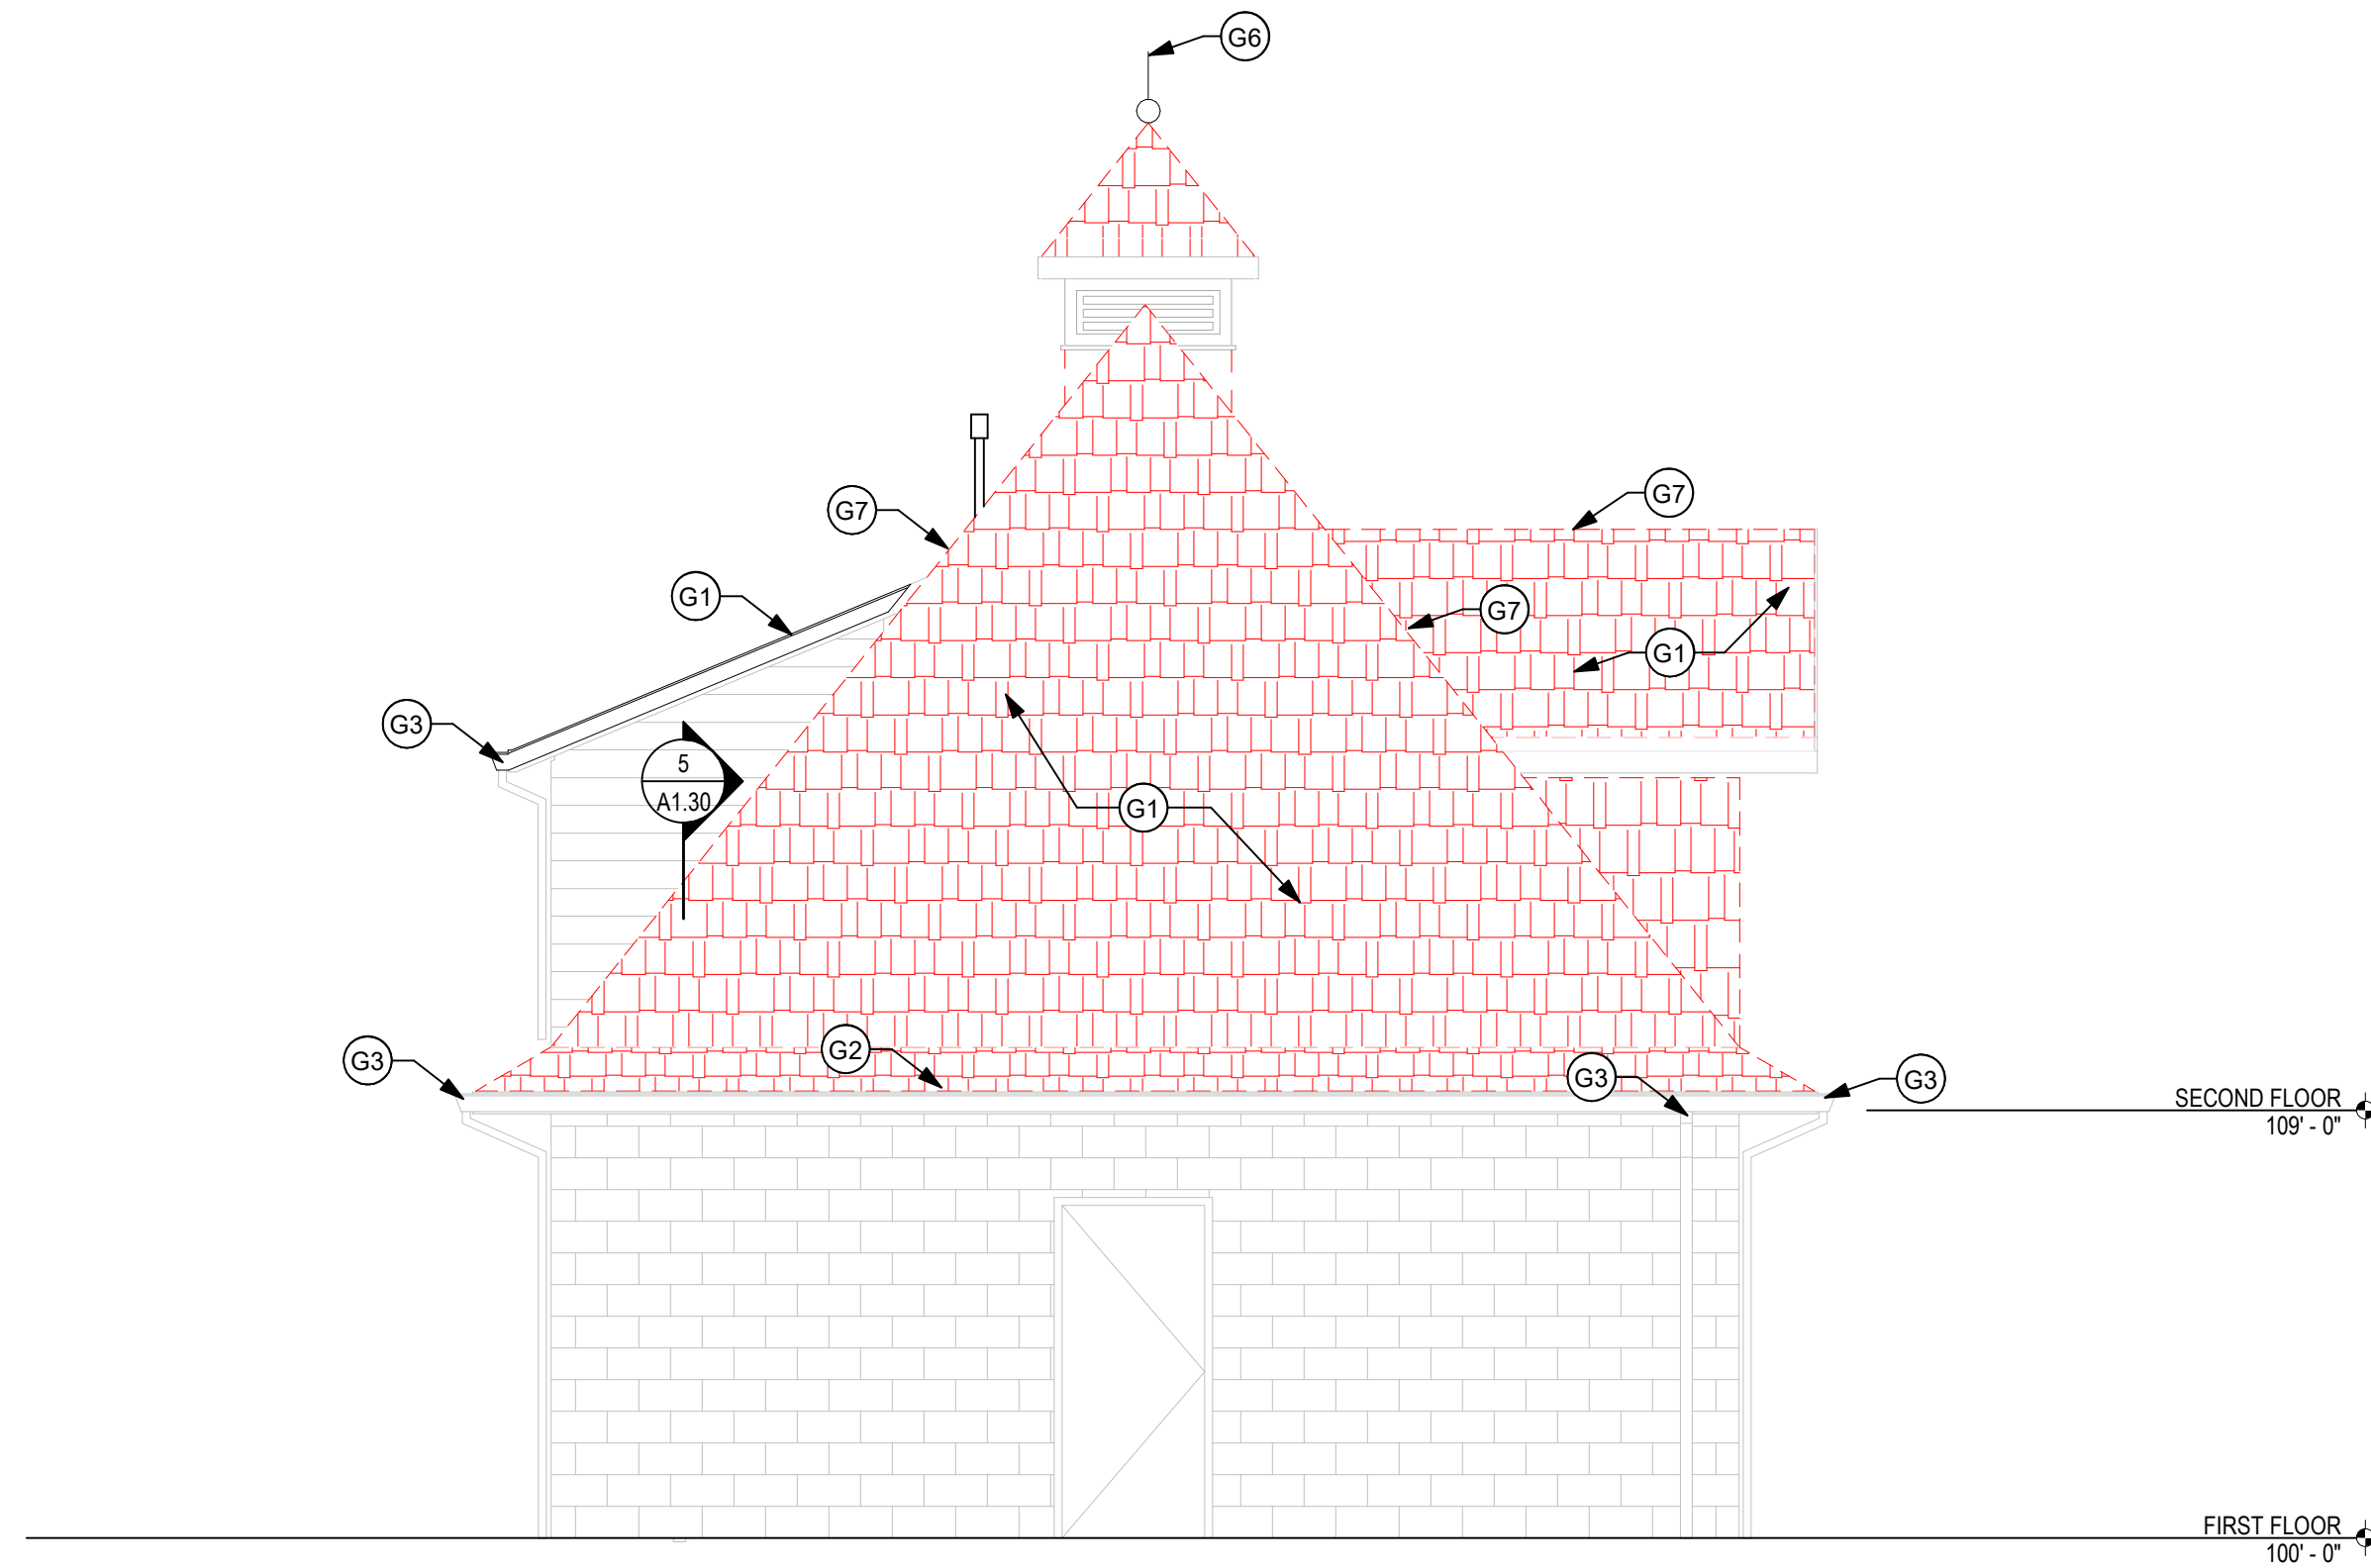 G6
G7
G7
G1
G7
G1
G3
5
A1.30
G1
G2
G3
G3
G3
SECOND FLOOR
109' - 0"
FIRST FLOOR
100' - 0"